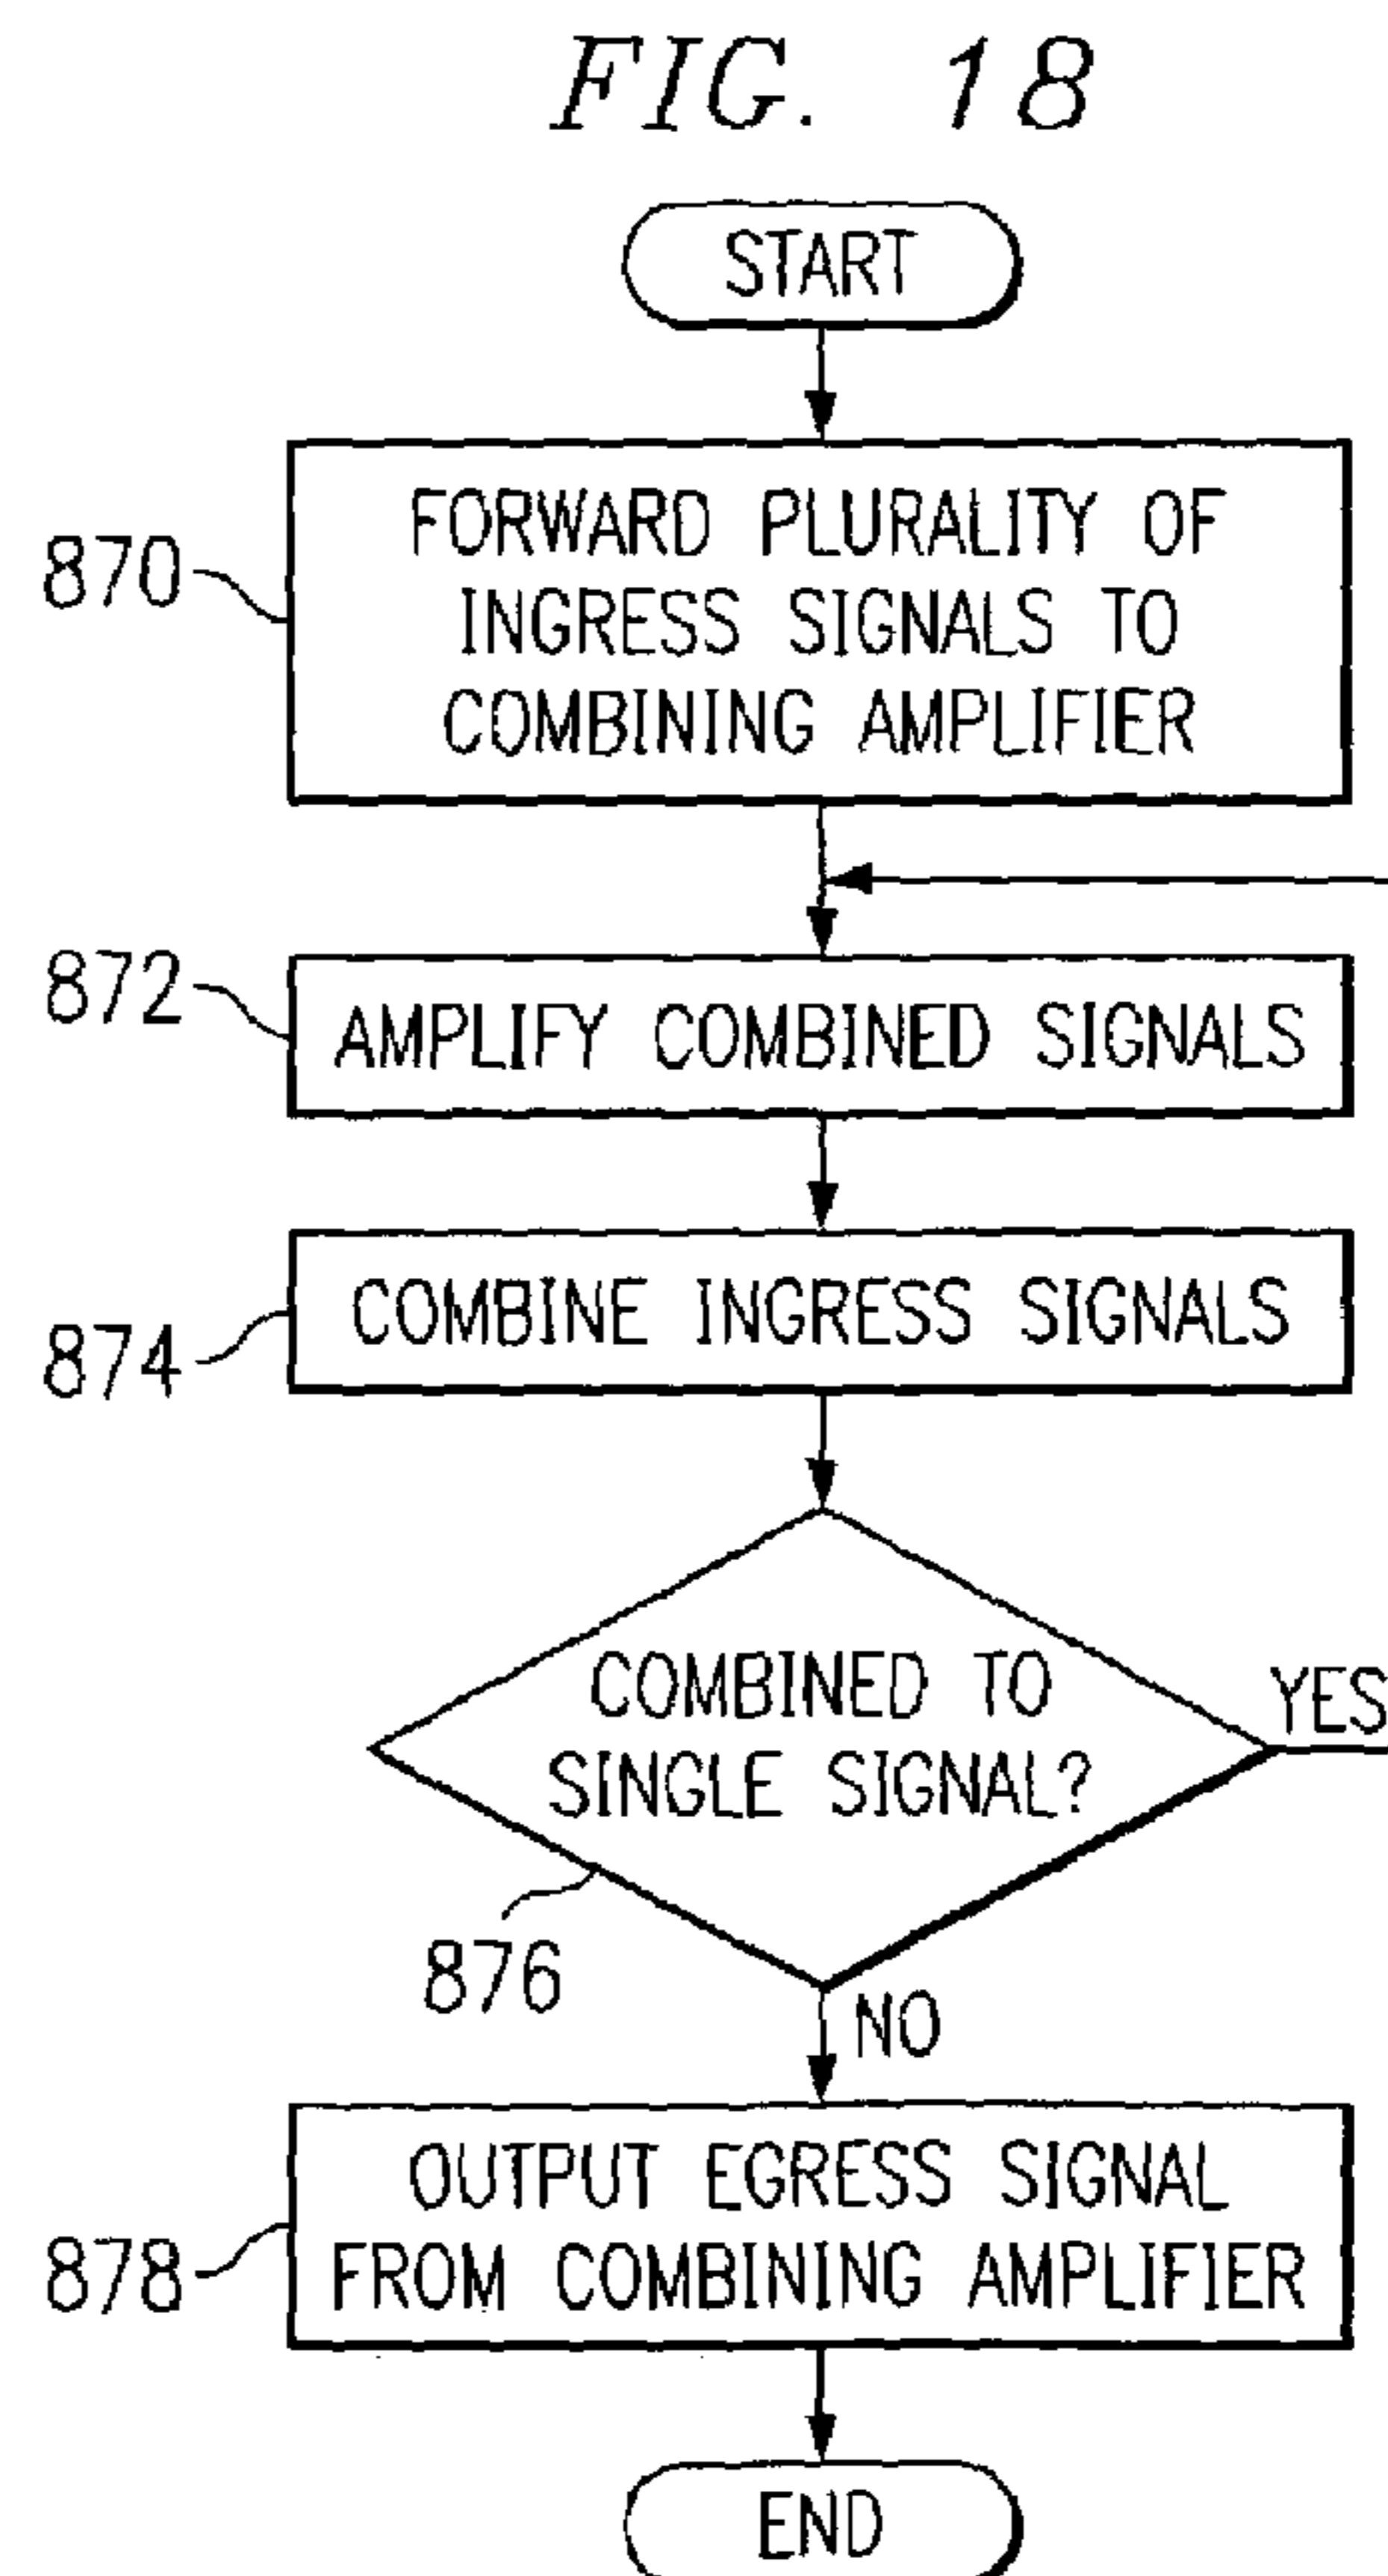 FIG. 18
START
870
FORWARD PLURALITY OF
INGRESS SIGNALS TO
COMBINING AMPLIFIER
872
AMPLIFY COMBINED SIGNALS
874
COMBINE INGRESS SIGNALS
COMBINED TO
SINGLE SIGNAL?
YES
876
NO
878
OUTPUT EGRESS SIGNAL
FROM COMBINING AMPLIFIER
END